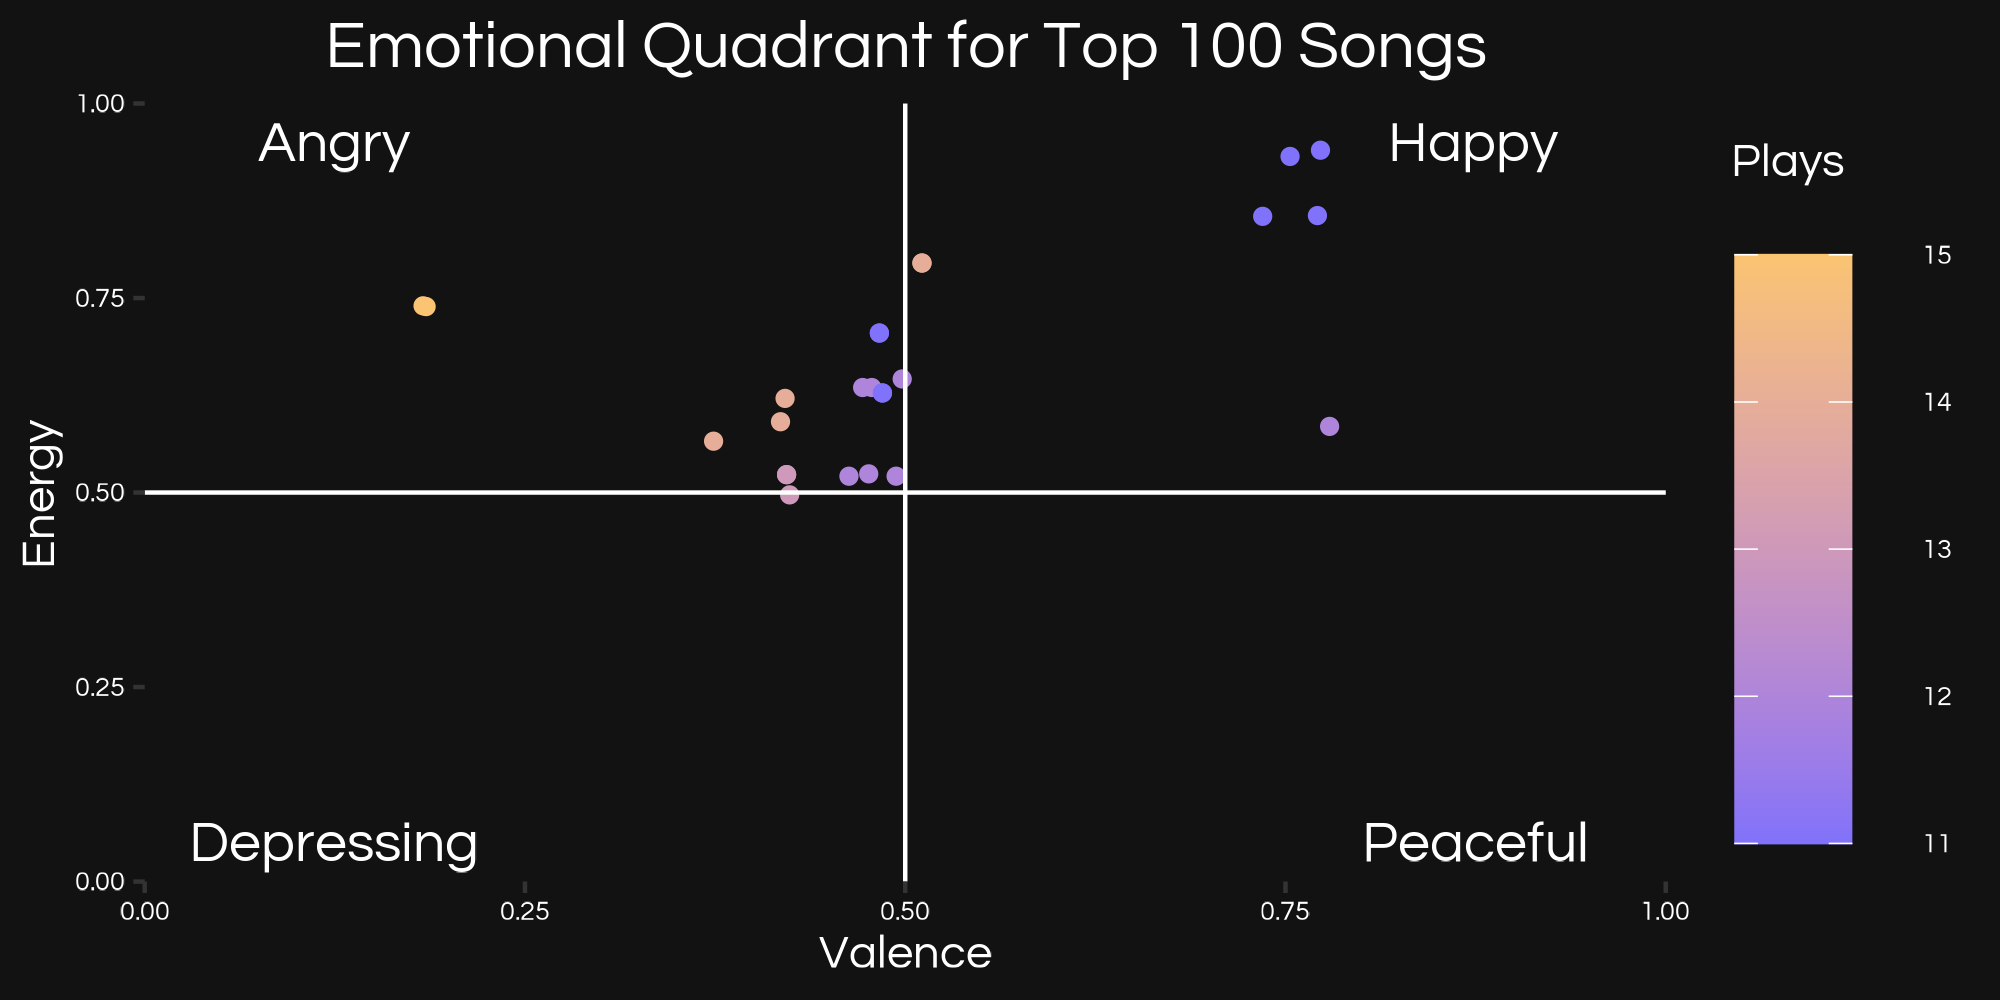 Emotional Quadrant for Top 100 Songs
1.00
Angry
Happy
Plays
15
0.75
14
Energy
0.50
13
0.25
12
Depressing
Peaceful
11
0.00
0.00
0.25
0.50
0.75
1.00
Valence